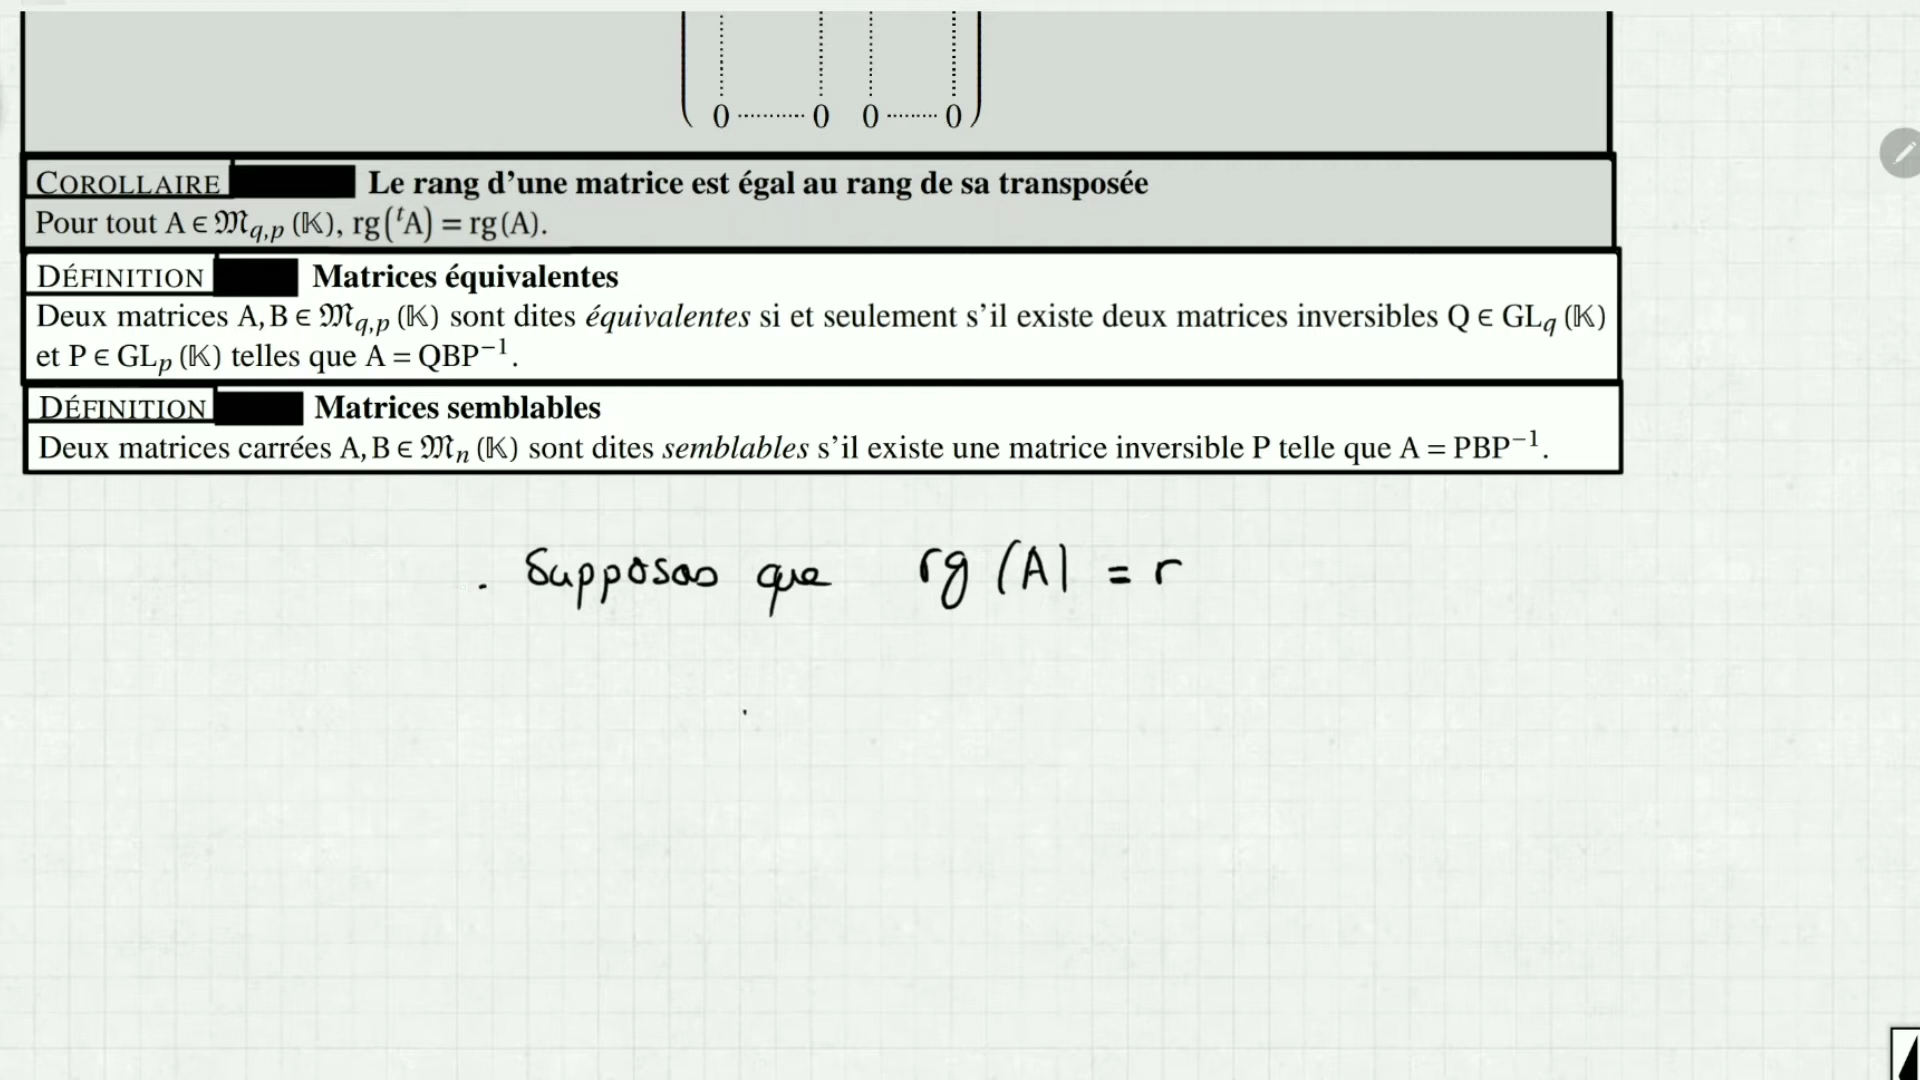 0 ........... 0 0 ........ 0
COROLLAIRE Le rang d'une matrice est égal au rang de sa transposée
Pour tout A ∈ 𝔐q,p (𝕂), rg(ᵗA) = rg(A).
DÉFINITION Matrices équivalentes
Deux matrices A, B ∈ 𝔐q,p (𝕂) sont dites équivalentes si et seulement s'il existe deux matrices inversibles Q ∈ GLq (𝕂)
et P ∈ GLp (𝕂) telles que A = QBP⁻¹.
DÉFINITION Matrices semblables
Deux matrices carrées A, B ∈ 𝔐n (𝕂) sont dites semblables s'il existe une matrice inversible P telle que A = PBP⁻¹.
. Supposos que rg (A) = r